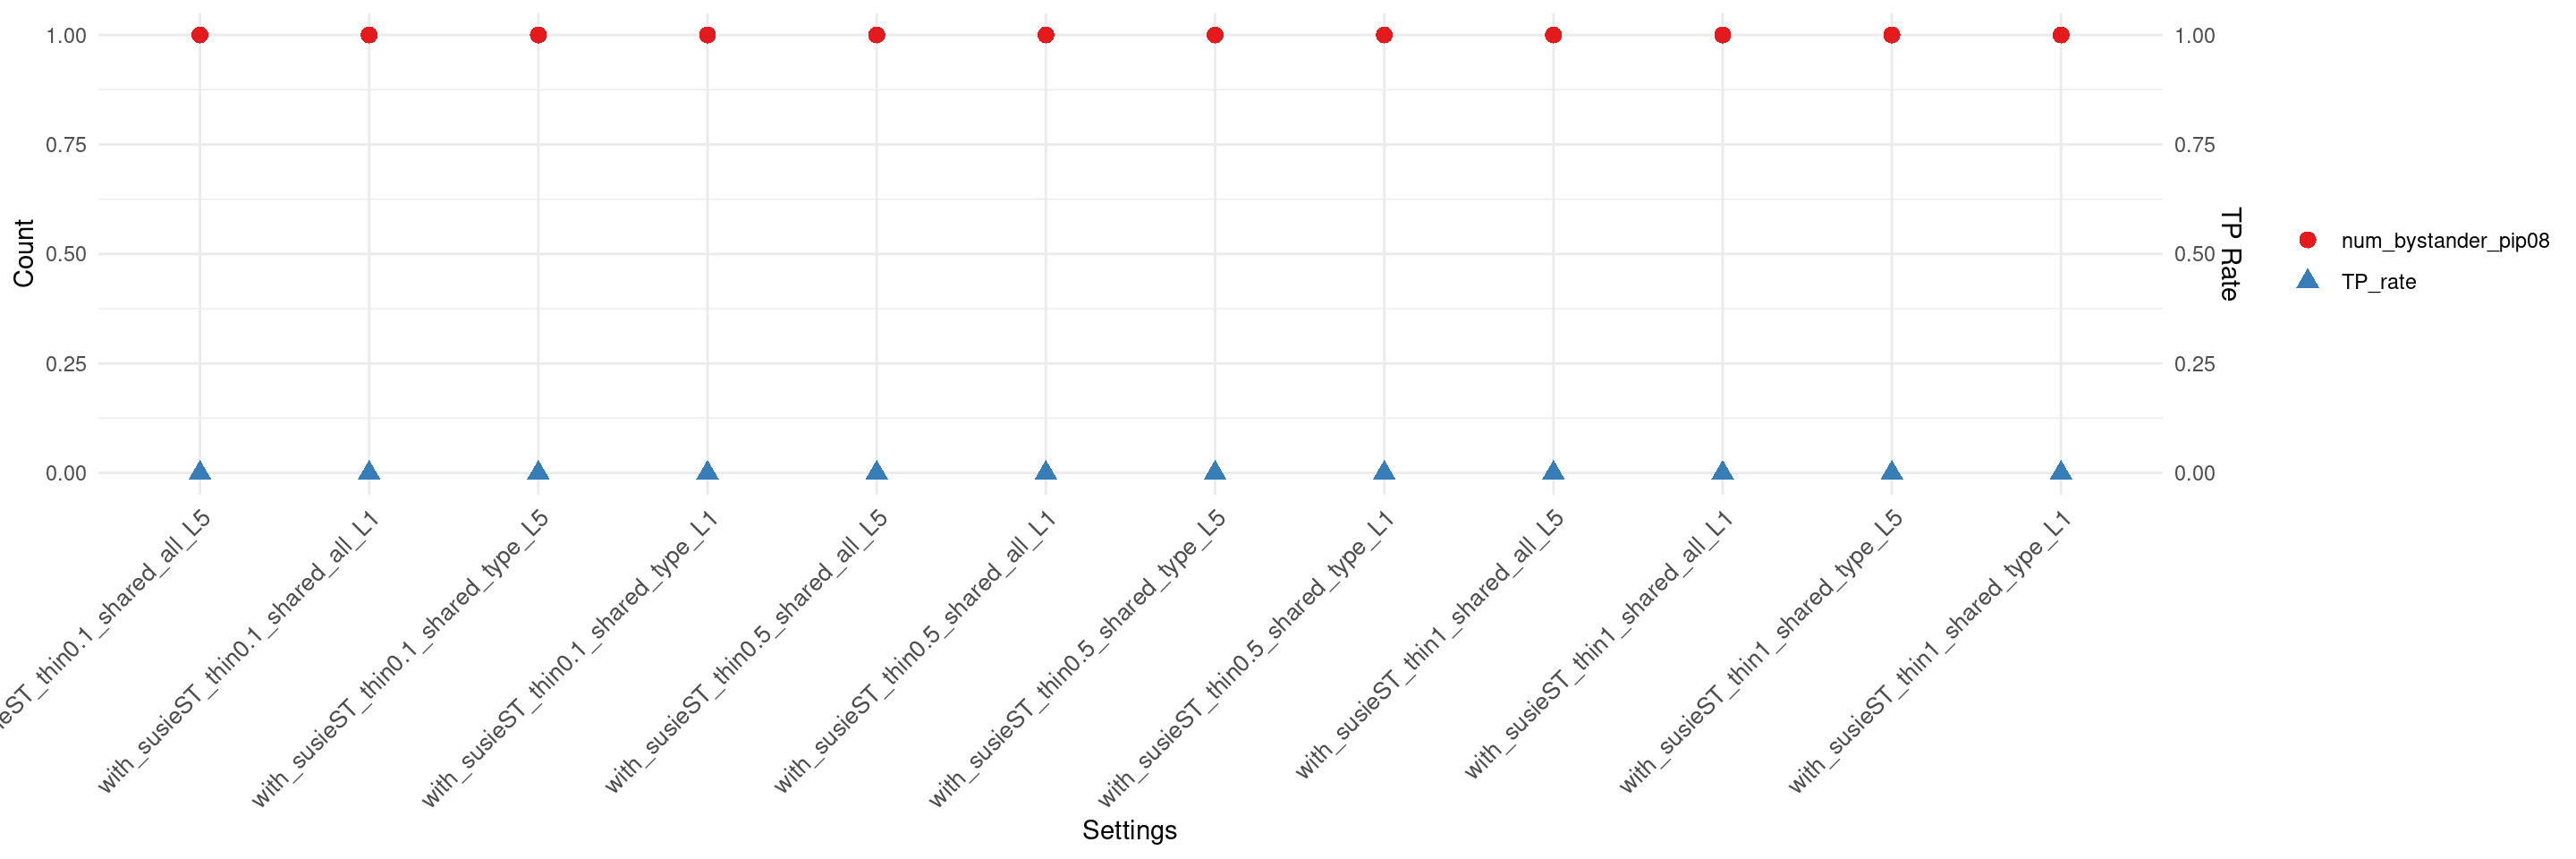 Count
1.00
0.75
0.50
0.25
0.00
1.00
0.75
0.50
0.25
0.00
TP Rate
num_bystander_pip08
TP_rate
ieST_thin0.1_shared_all_L5
with_susieST_thin0.1_shared_all_L1
with_susieST_thin0.1_shared_type_L5
with_susieST_thin0.1_shared_type_L1
with_susieST_thin0.5_shared_all_L5
with_susieST_thin0.5_shared_all_L1
with_susieST_thin0.5_shared_type_L5
with_susieST_thin0.5_shared_type_L1
with_susieST_thin1_shared_all_L5
with_susieST_thin1_shared_all_L1
with_susieST_thin1_shared_type_L5
with_susieST_thin1_shared_type_L1
Settings